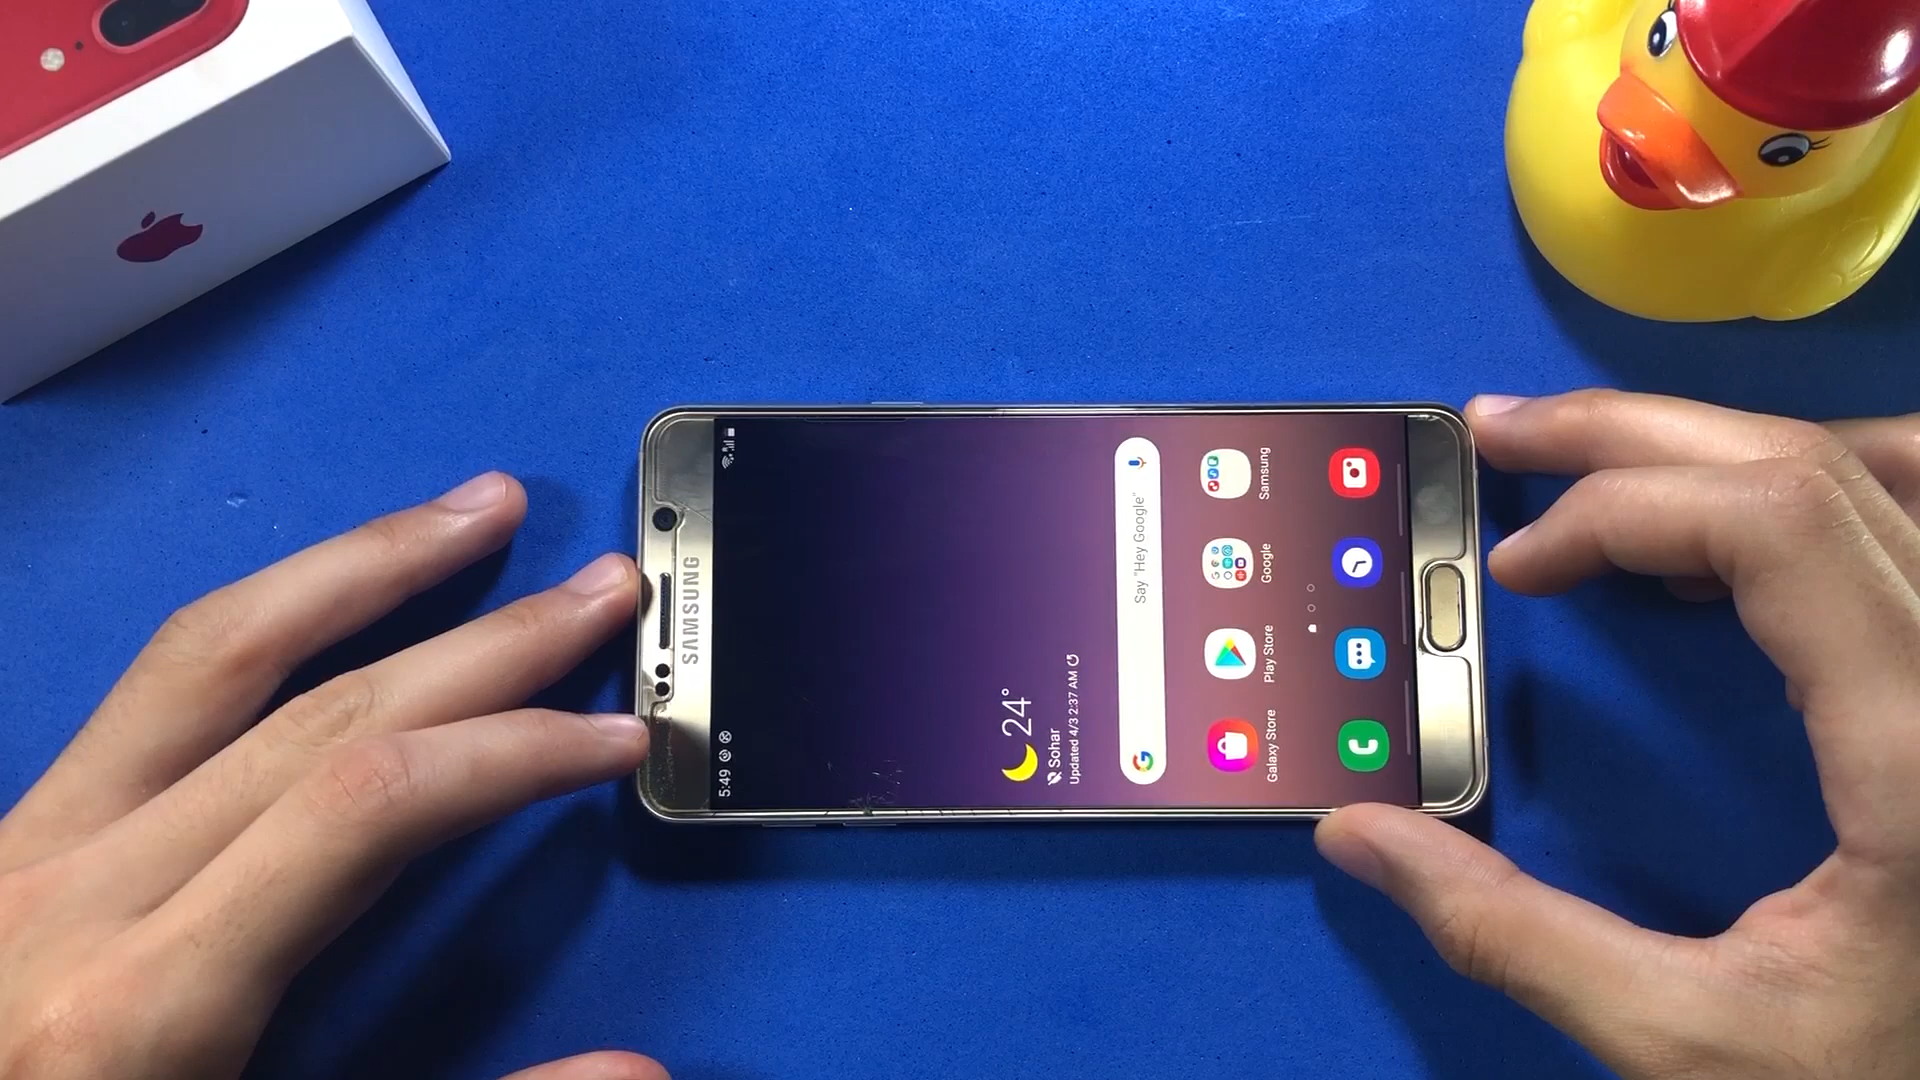 SAMSUNG
5:49
24°
Sohar
Updated 4/3 2:37 AM
Say "Hey Google"
Galaxy Store
Play Store
Google
Samsung